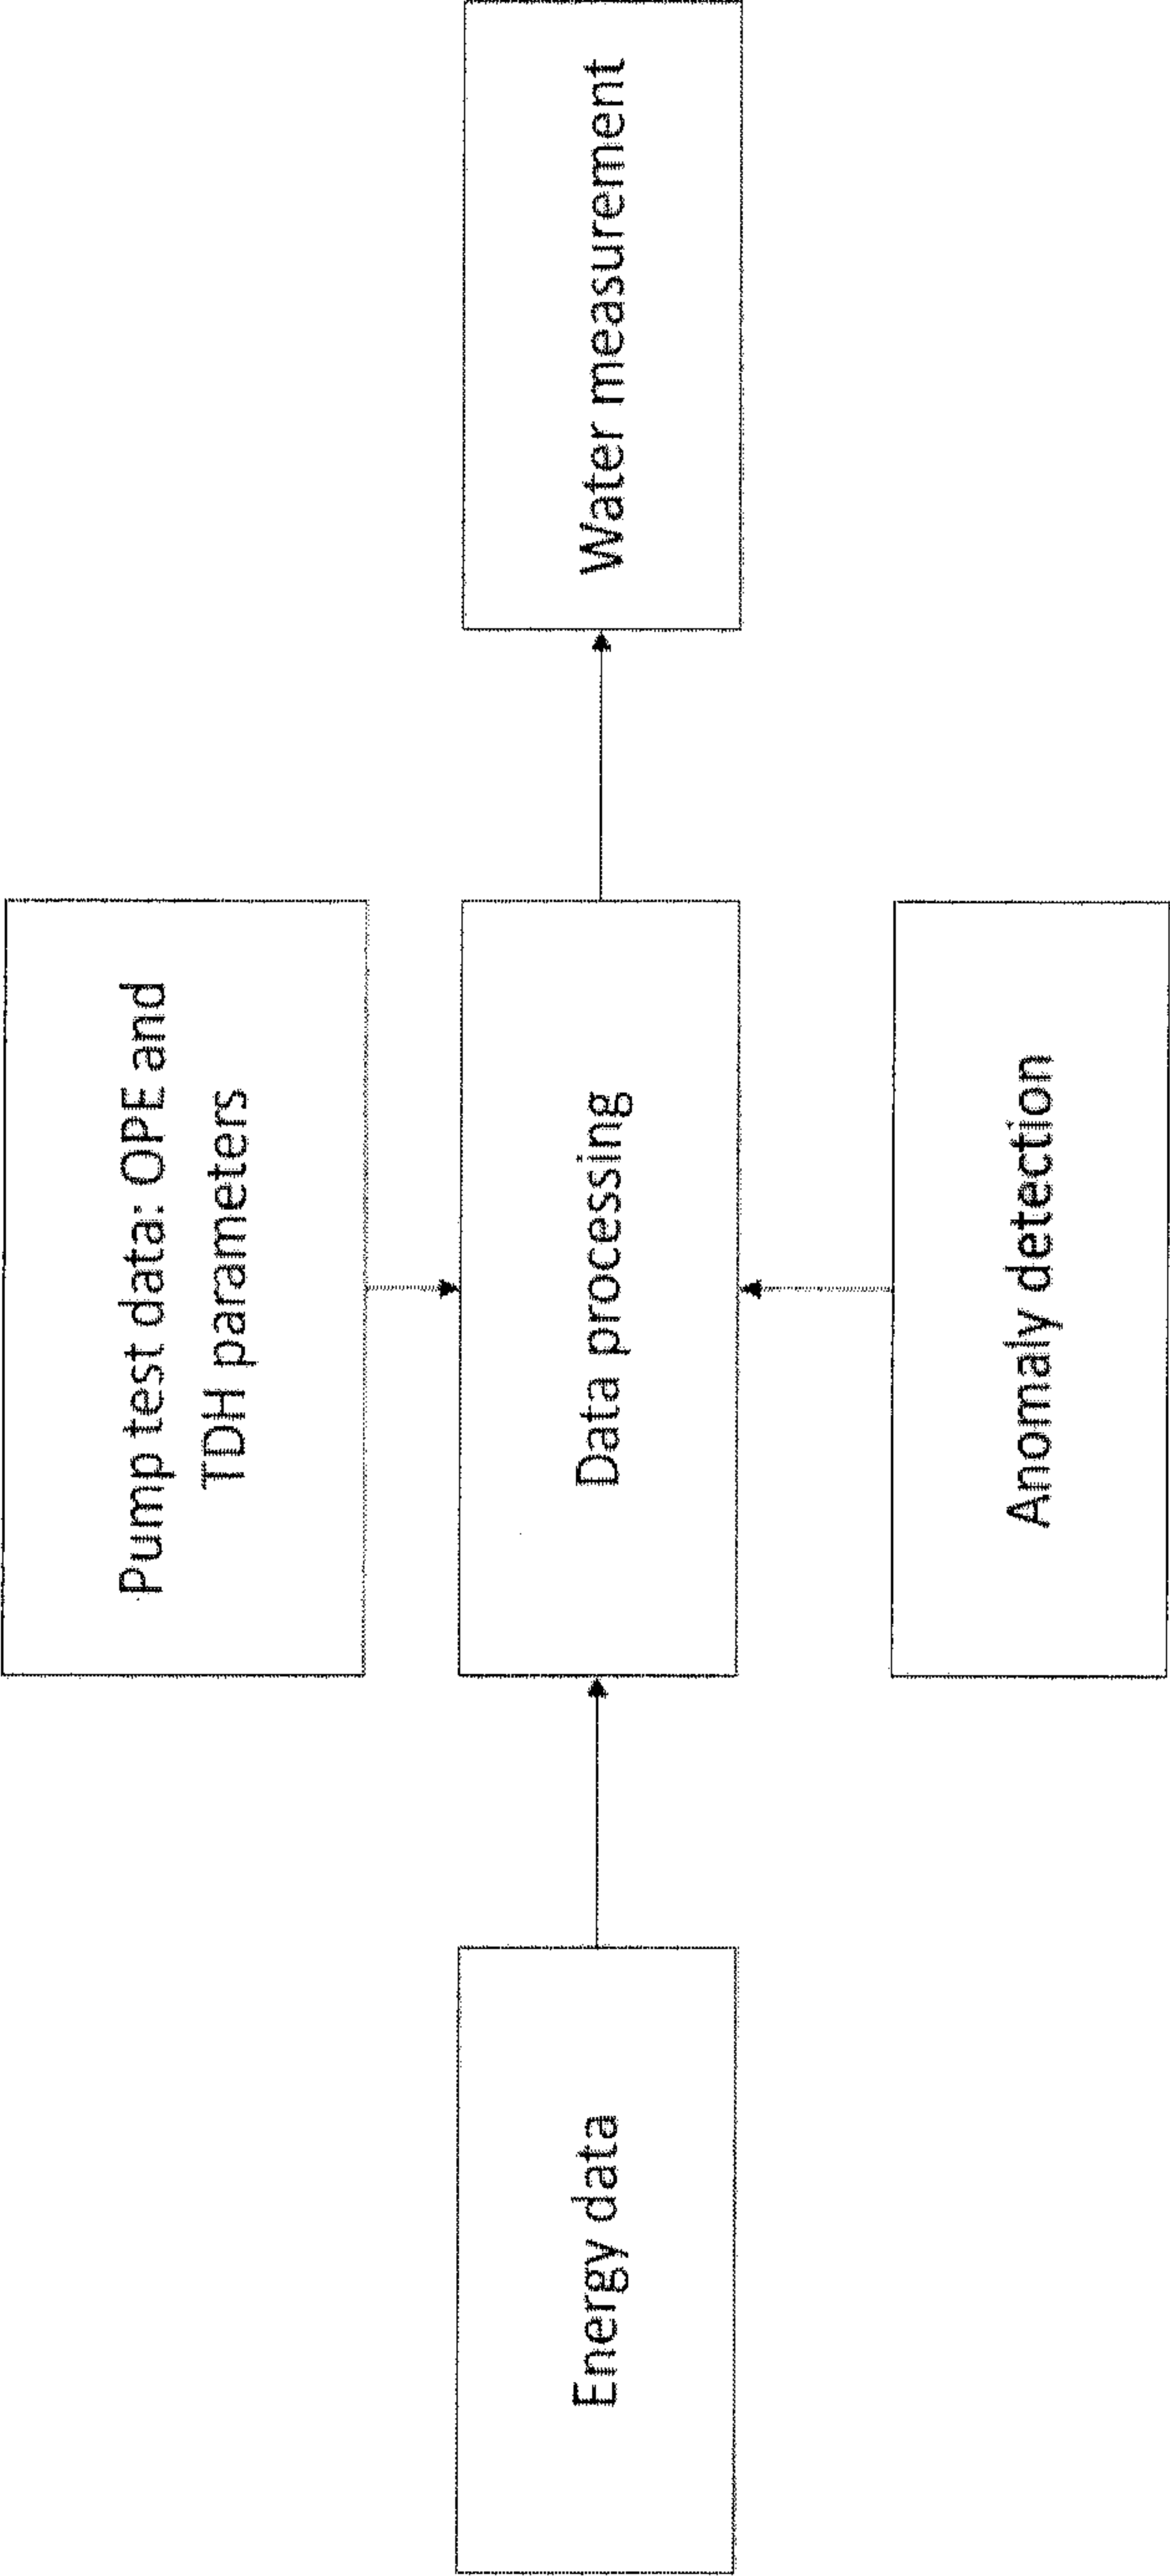 Pump test data: OPE and
TDH parameters
Energy data
Data processing
Water measurement
Anomaly detection